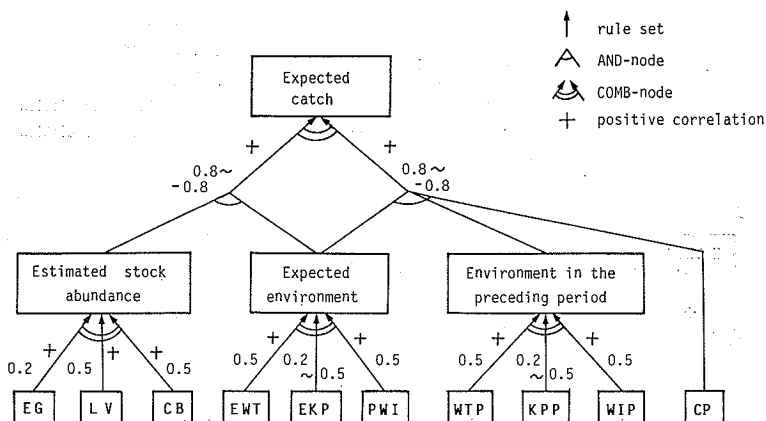 rule set
AND-node
COMB-node
+ positive correlation
Expected
catch
+ +
0.8~ 0.8~
-0.8 -0.8
Estimated stock
abundance
Expected
environment
Environment in the
preceding period
+ + + + + + +
0.2 0.5 0.5 0.5 0.2 0.5 0.5 0.2 0.5
~0.5 ~0.5
EG LV CB EWT EKP PWI WTP KPP WIP CP